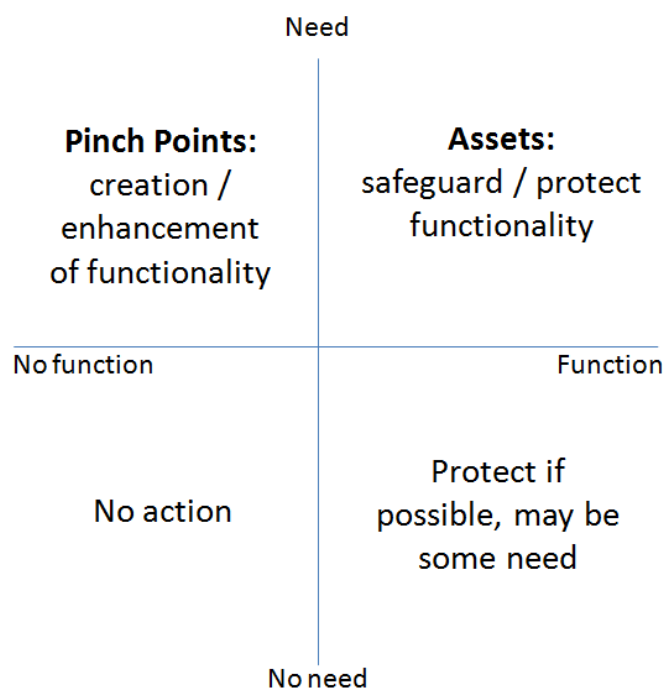 Need
Pinch Points:
creation /
enhancement
of functionality
Assets:
safeguard / protect
functionality
No function
Function
No action
Protect if
possible, may be
some need
No need